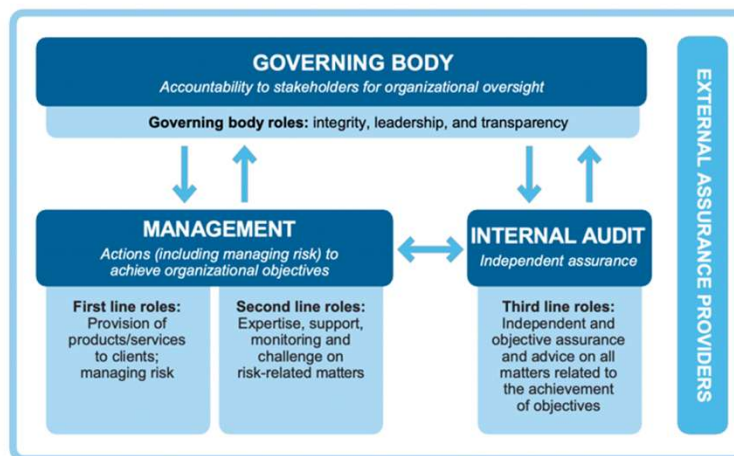 GOVERNING BODY
Accountability to stakeholders for organizational oversight
Governing body roles: integrity, leadership, and transparency
MANAGEMENT
Actions (including managing risk) to
achieve organizational objectives
First line roles:
Provision of
products/services
to clients;
managing risk
Second line roles:
Expertise, support,
monitoring and
challenge on
risk-related matters
INTERNAL AUDIT
Independent assurance
Third line roles:
Independent and
objective assurance
and advice on all
matters related to
the achievement
of objectives
EXTERNAL ASSURANCE PROVIDERS